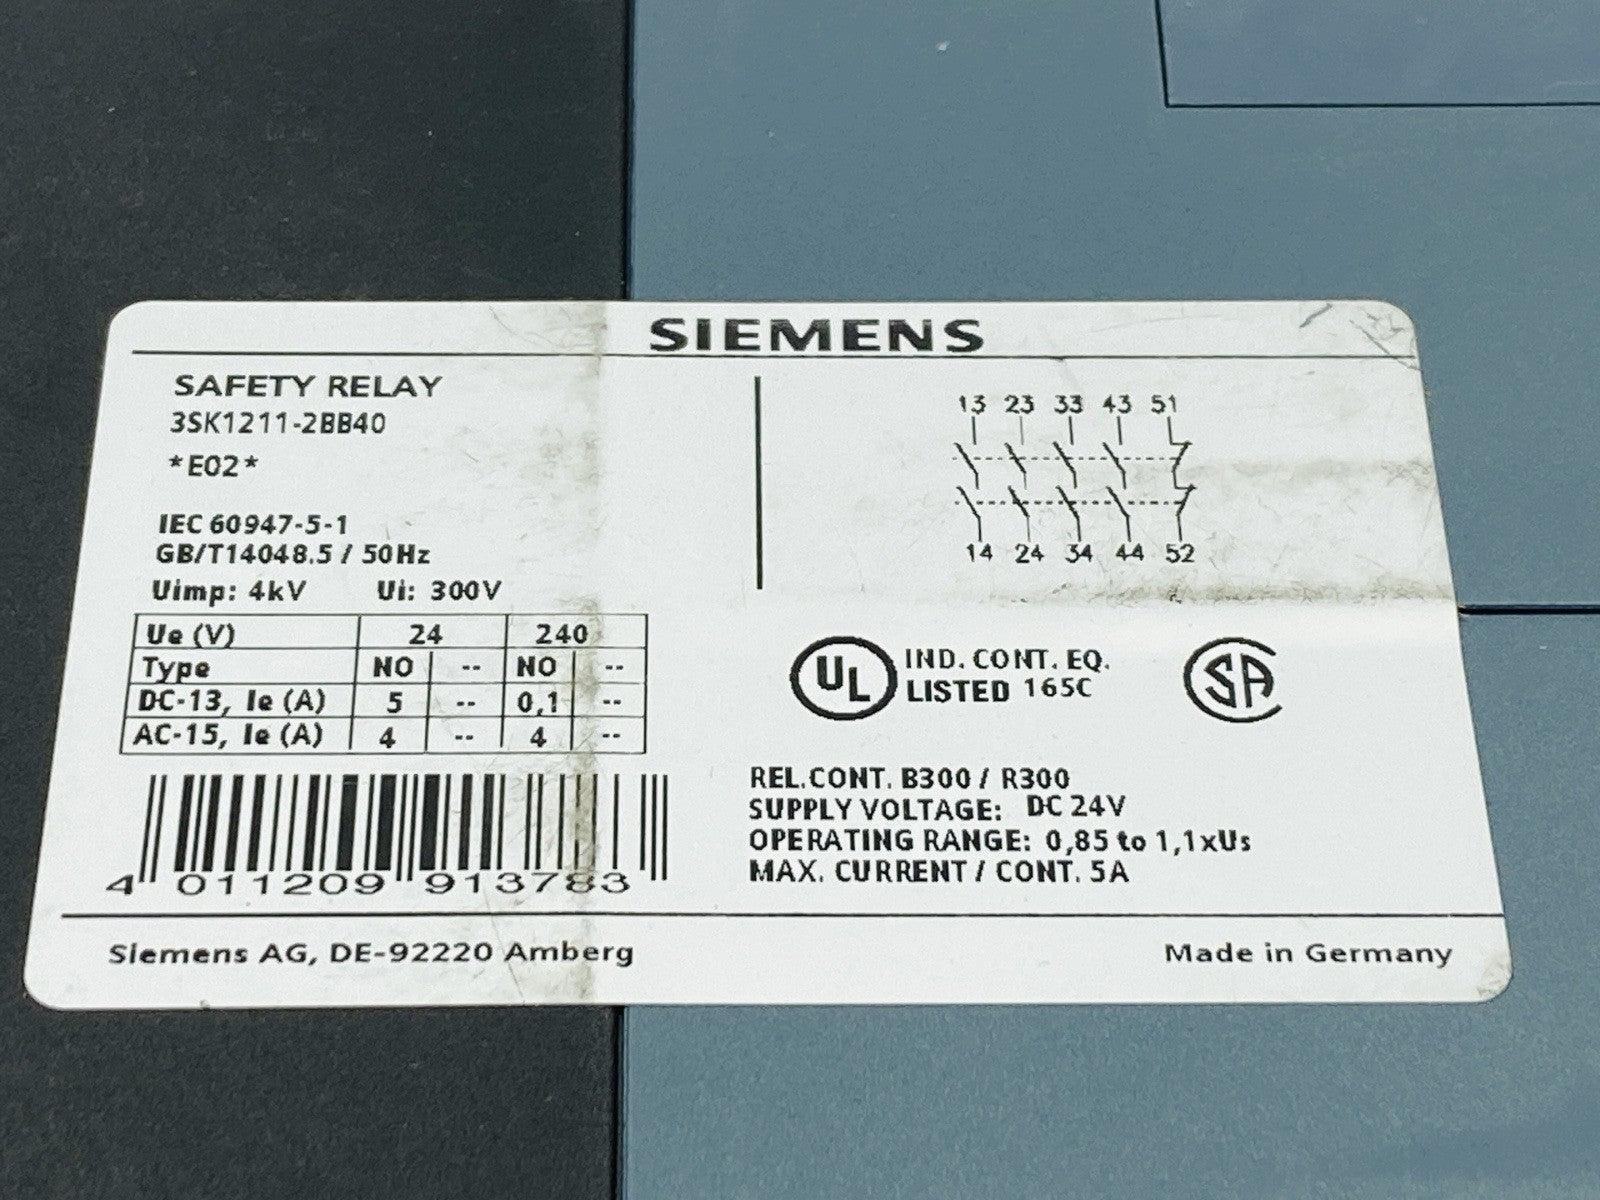 SIEMENS
SAFETY RELAY
3SK1211-2BB40
*E02*
IEC 60947-5-1
GB/T14048.5 / 50Hz
Uimp: 4kV Ui: 300V
Ue (V) 24 240
Type NO -- NO --
DC-13, Ie (A) 5 -- 0,1 --
AC-15, Ie (A) 4 -- 4 --
4 011209 913783
13 23 33 43 51
14 24 34 44 52
UL IND. CONT. EQ.
LISTED 165C
SA
REL.CONT. B300 / R300
SUPPLY VOLTAGE: DC 24V
OPERATING RANGE: 0,85 to 1,1xUs
MAX. CURRENT / CONT. 5A
Siemens AG, DE-92220 Amberg
Made in Germany